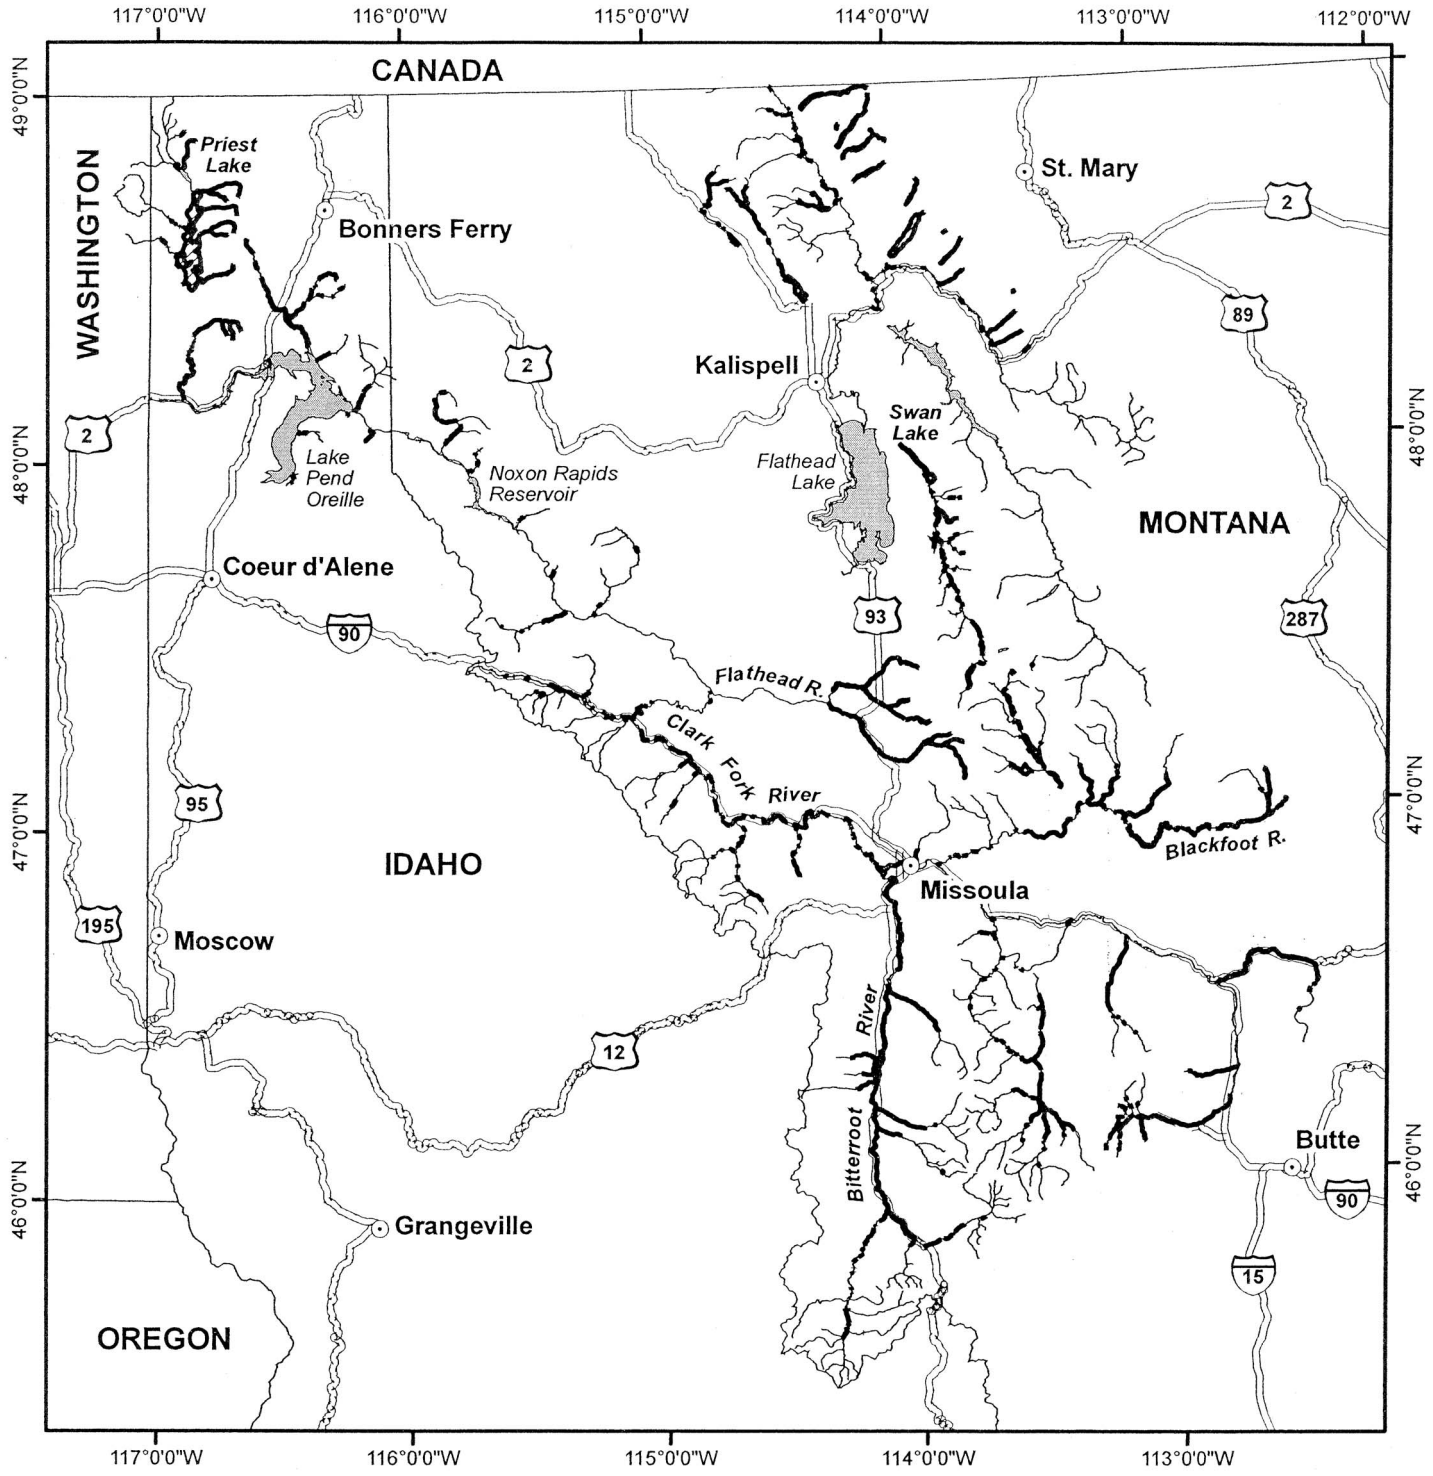 117°0'0"W
116°0'0"W
115°0'0"W
114°0'0"W
113°0'0"W
112°0'0"W
CANADA
49°0'0"N
Priest
Lake
WASHINGTON
St. Mary
2
Bonners Ferry
89
2
Kalispell
Swan
Lake
2
48°0'0"N
48°0'0"N
Lake
Pend
Oreille
Noxon Rapids
Reservoir
Flathead
Lake
MONTANA
Coeur d'Alene
90
93
287
Flathead R.
Clark
Fork
River
95
47°0'0"N
47°0'0"N
Blackfoot R.
IDAHO
Missoula
195
Moscow
River
12
Bitterroot
Butte
46°0'0"N
46°0'0"N
90
Grangeville
15
OREGON
117°0'0"W
116°0'0"W
115°0'0"W
114°0'0"W
113°0'0"W